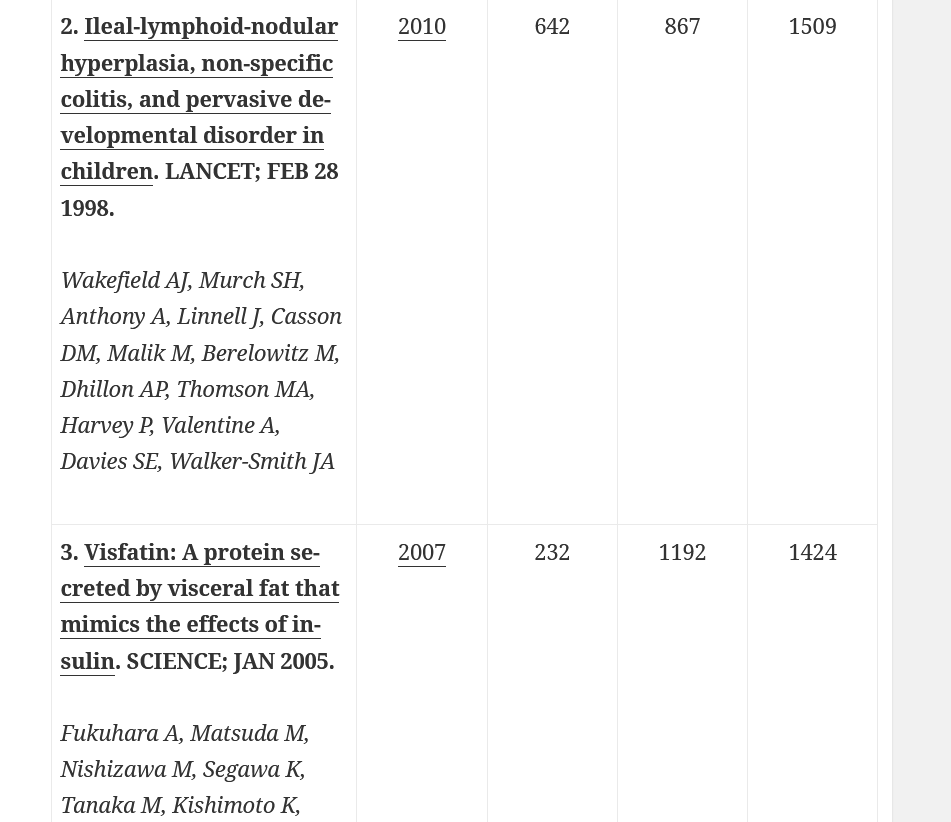 2. Ileal-lymphoid-nodular
hyperplasia, non-specific
colitis, and pervasive de-
velopmental disorder in
children. LANCET; FEB 28
1998.
2010
642
867
1509
Wakefield AJ, Murch SH,
Anthony A, Linnell J, Casson
DM, Malik M, Berelowitz M,
Dhillon AP, Thomson MA,
Harvey P, Valentine A,
Davies SE, Walker-Smith JA
3. Visfatin: A protein se-
creted by visceral fat that
mimics the effects of in-
sulin. SCIENCE; JAN 2005.
2007
232
1192
1424
Fukuhara A, Matsuda M,
Nishizawa M, Segawa K,
Tanaka M, Kishimoto K,